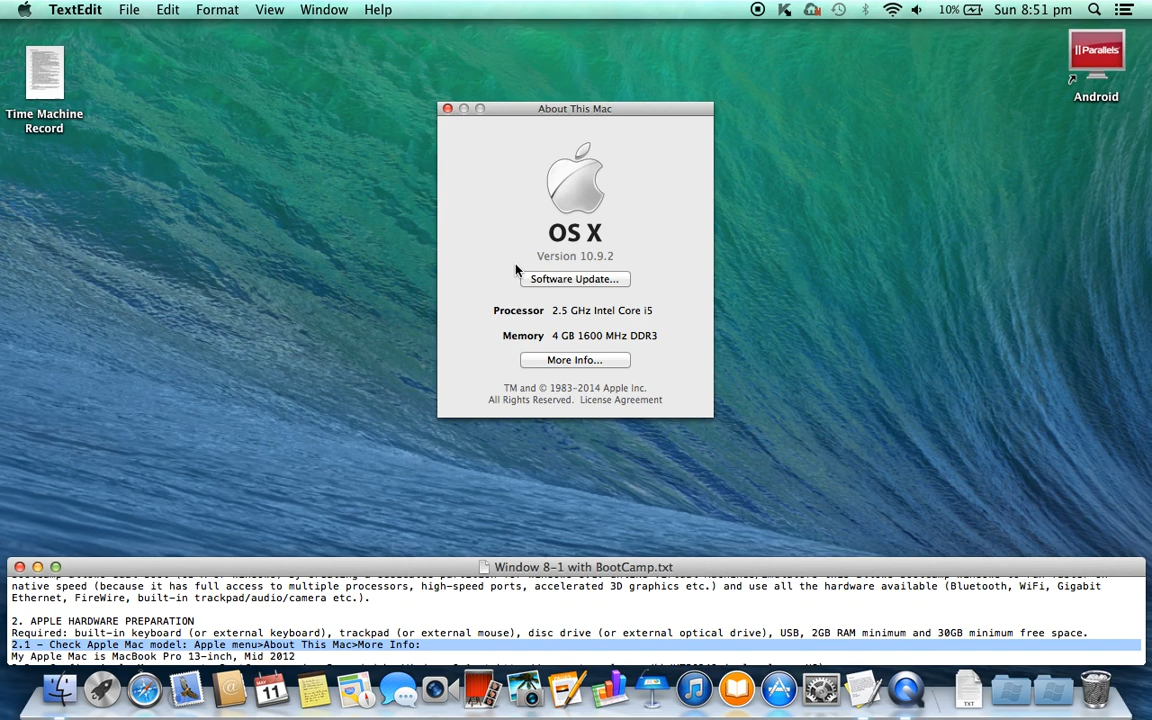 TextEdit File Edit Format View Window Help 10% Sun 8:51 pm
Time Machine
Record
Parallels
Android
About This Mac
OS X
Version 10.9.2
Software Update...
Processor 2.5 GHz Intel Core i5
Memory 4 GB 1600 MHz DDR3
More Info...
TM and © 1983-2014 Apple Inc.
All Rights Reserved. License Agreement
Window 8-1 with BootCamp.txt
native speed (because it has full access to multiple processors, high-speed ports, accelerated 3D graphics etc.) and use all the hardware available (Bluetooth, WiFi, Gigabit
Ethernet, FireWire, built-in trackpad/audio/camera etc.).
2. APPLE HARDWARE PREPARATION
Required: built-in keyboard (or external keyboard), trackpad (or external mouse), disc drive (or external optical drive), USB, 2GB RAM minimum and 30GB minimum free space.
2.1 - Check Apple Mac model: Apple menu>About This Mac>More Info:
My Apple Mac is MacBook Pro 13-inch, Mid 2012
MAY
11
TXT